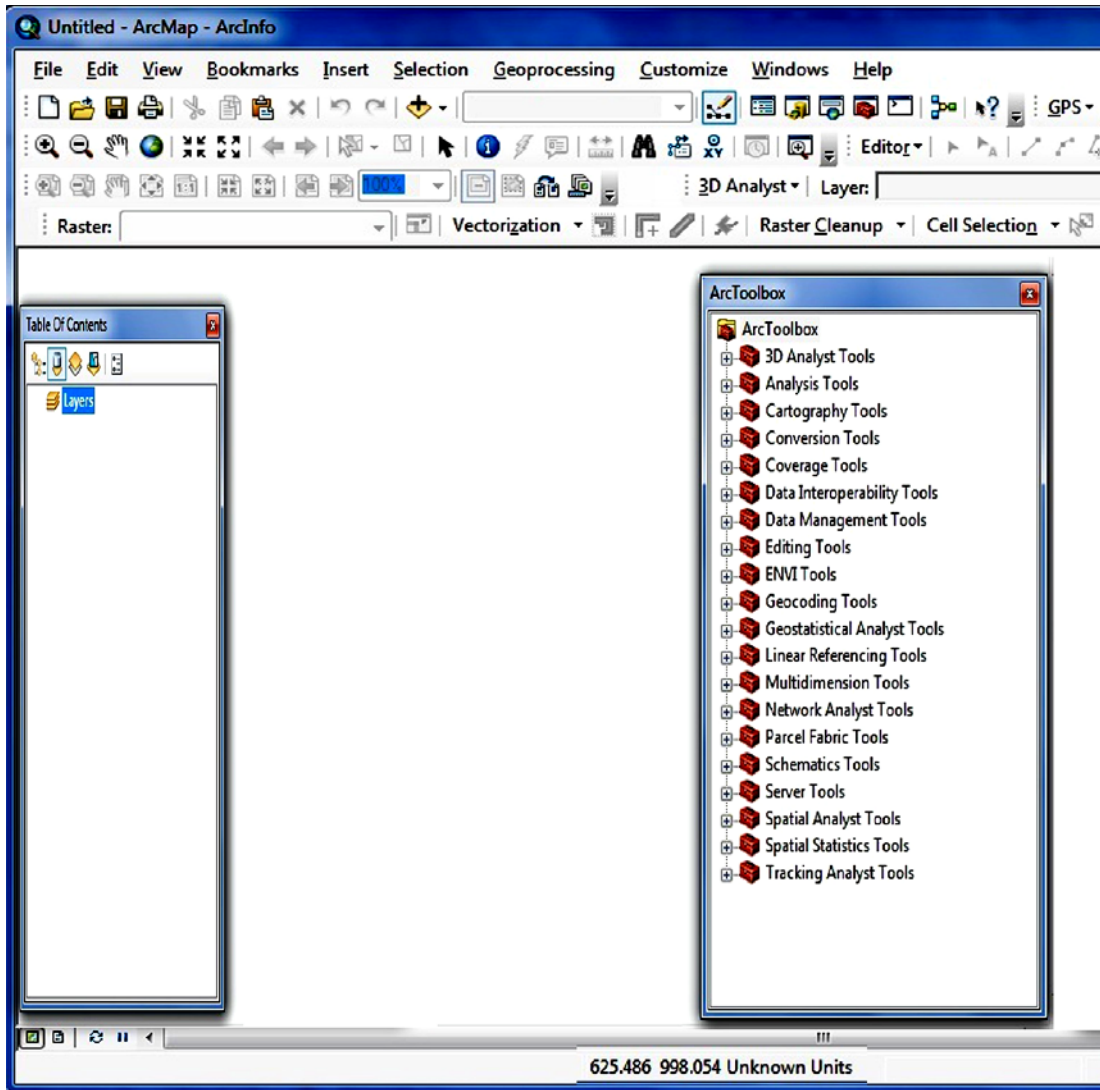 Untitled - ArcMap - ArcInfo
File Edit View Bookmarks Insert Selection Geoprocessing Customize Windows Help
GPS
Editor
100%
3D Analyst Layer:
Raster: Vectorization Raster Cleanup Cell Selection
Table Of Contents
Layers
ArcToolbox
ArcToolbox
3D Analyst Tools
Analysis Tools
Cartography Tools
Conversion Tools
Coverage Tools
Data Interoperability Tools
Data Management Tools
Editing Tools
ENVI Tools
Geocoding Tools
Geostatistical Analyst Tools
Linear Referencing Tools
Multidimension Tools
Network Analyst Tools
Parcel Fabric Tools
Schematics Tools
Server Tools
Spatial Analyst Tools
Spatial Statistics Tools
Tracking Analyst Tools
625.486 998.054 Unknown Units